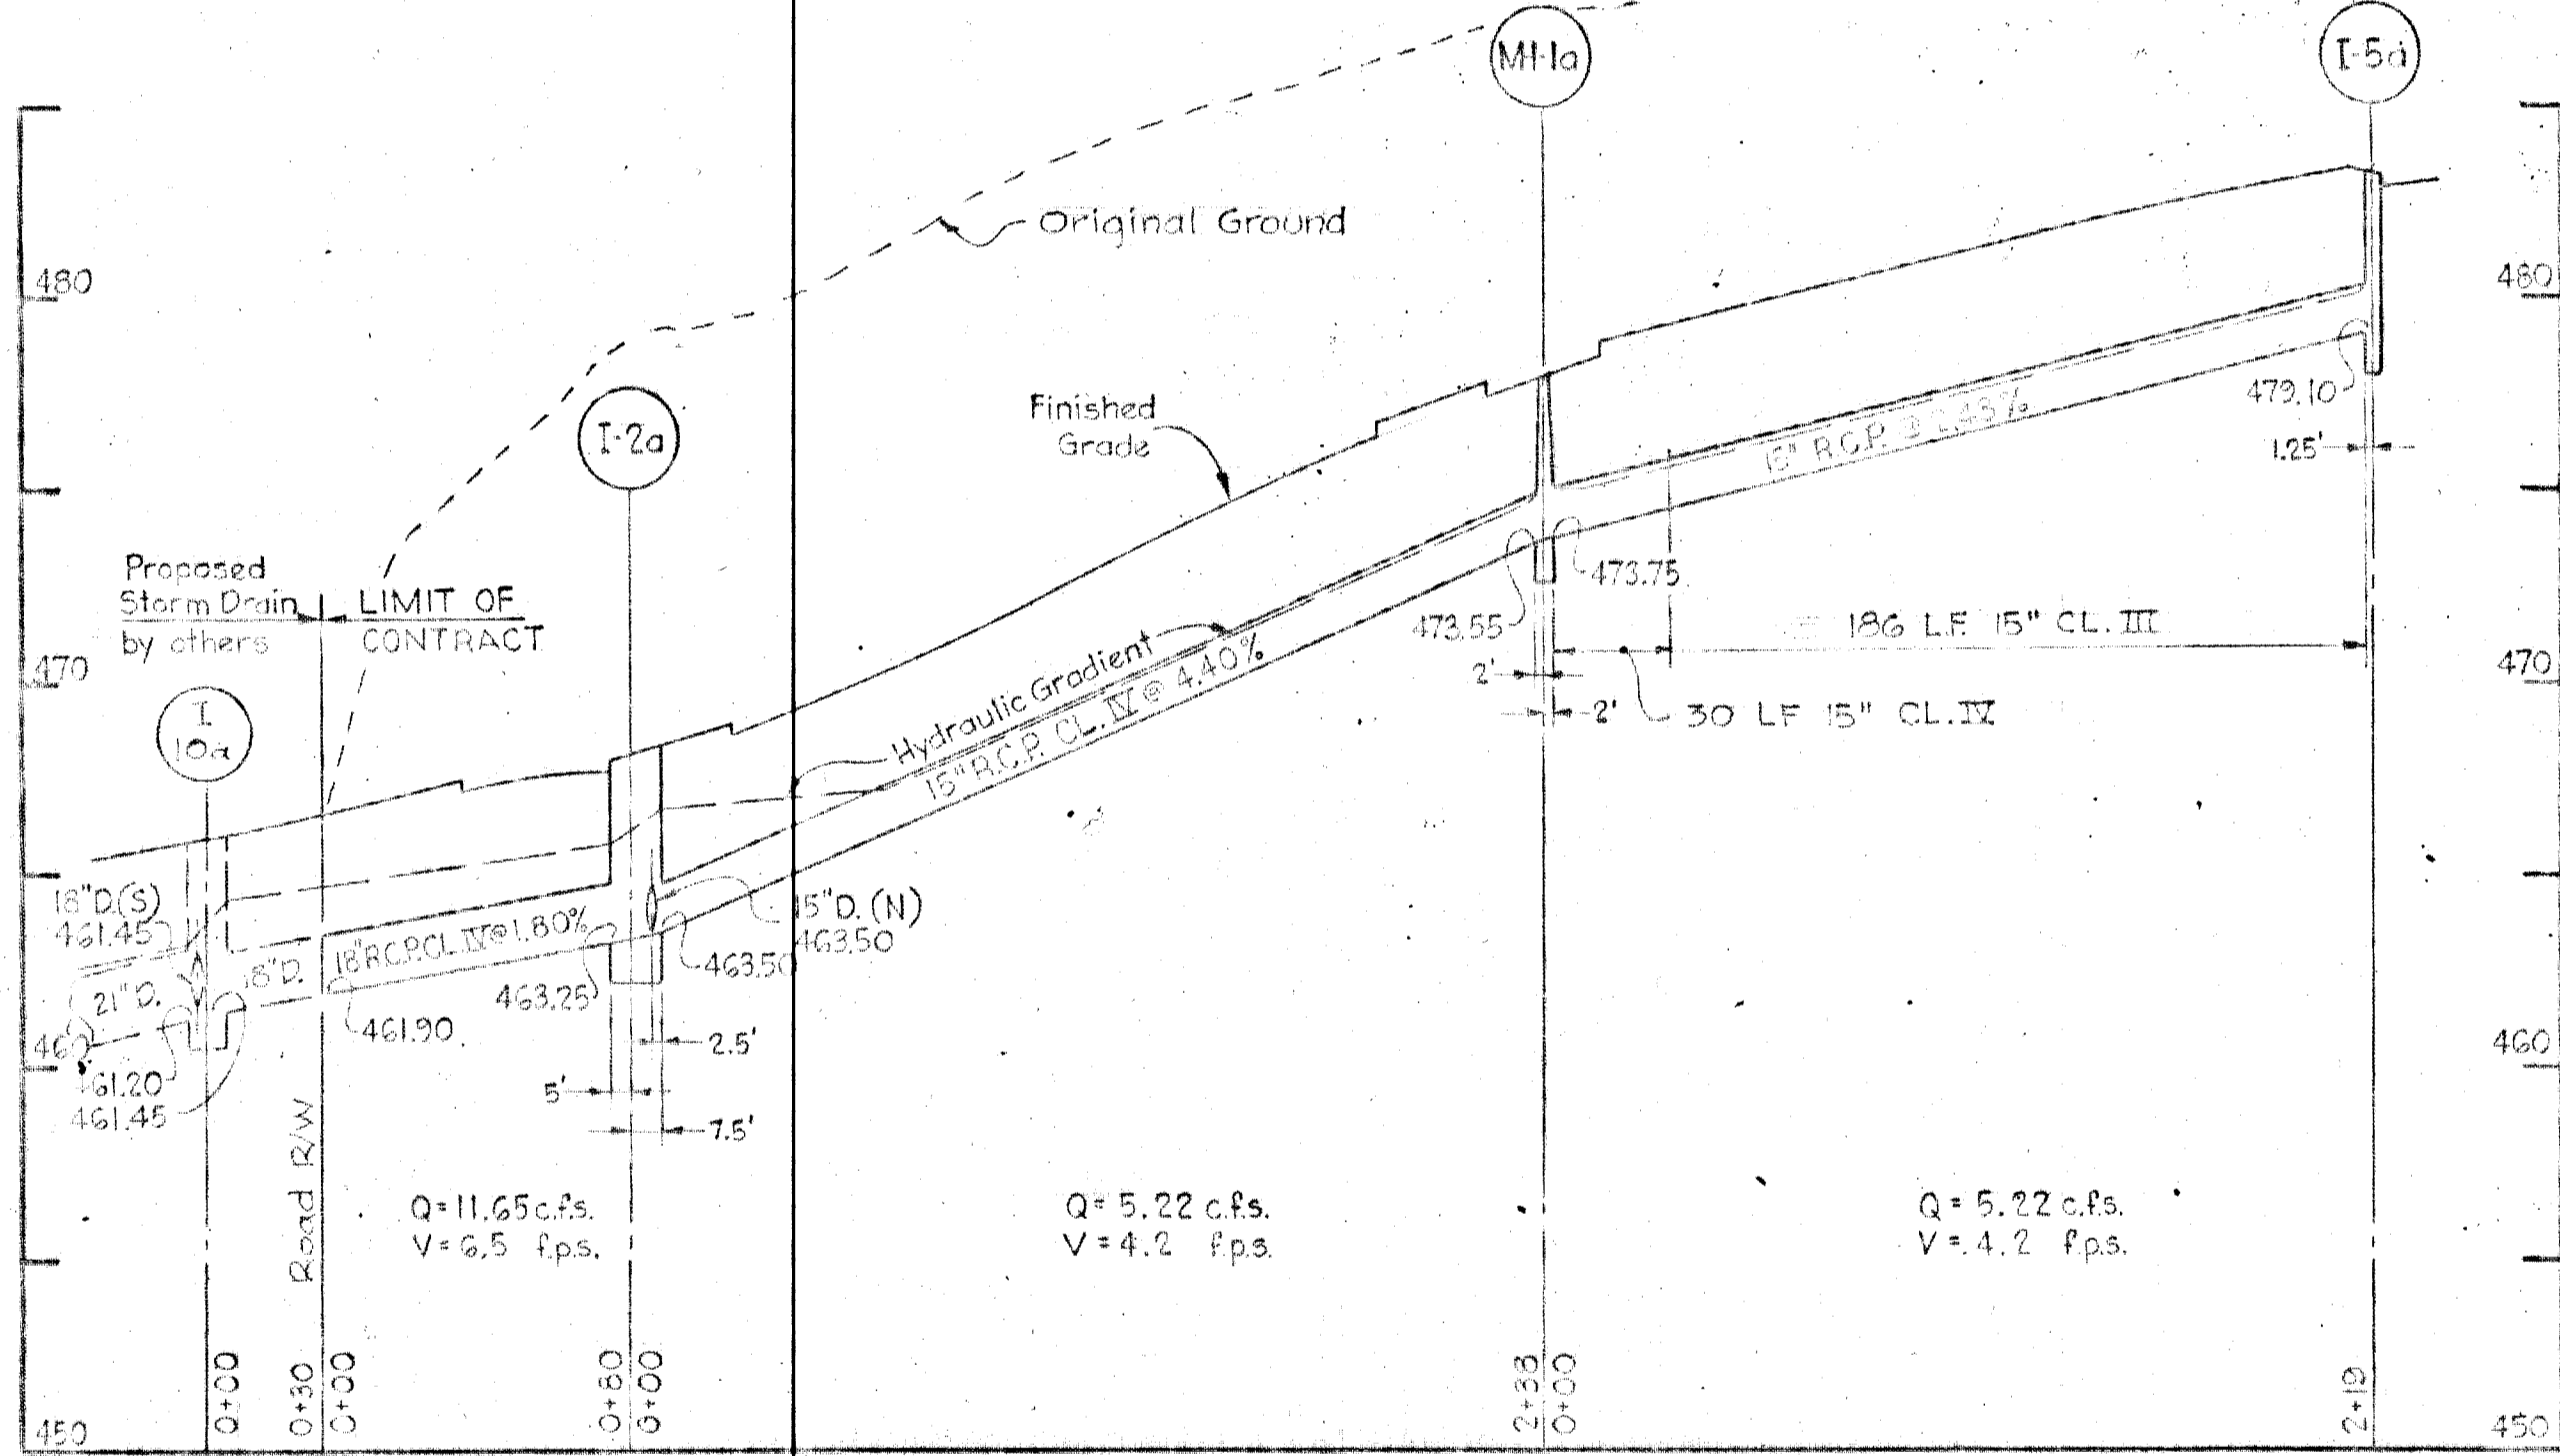 MH-1a
I-5a
Original Ground
480
480
Finished
Grade
I-2a
479.10
1.25'
15" R.C.P. @ 2.43%
Proposed
Storm Drain
by others
LIMIT OF
CONTRACT
473.75
473.55
186 L.F. 15" CL. III
470
470
2'
2'
30 LF 15" CL. IV
Hydraulic Gradient
15" R.C.P. CL. IV @ 4.40%
I
10a
18"D.(S)
461.45
15"D.(N)
463.50
18"R.C.P. CL. IV @ 1.80%
463.50
18"D.
21"D.
463.25
461.90
460
460
2.5'
461.20
461.45
5'
7.5'
Road R/W
Q=11.65 c.f.s.
V=6.5 f.p.s.
Q= 5.22 c.f.s.
V = 4.2 f.p.s.
Q= 5.22 c.f.s.
V = 4.2 f.p.s.
0+00
0+30
0+00
0+80
0+00
2+38
0+00
2+19
450
450